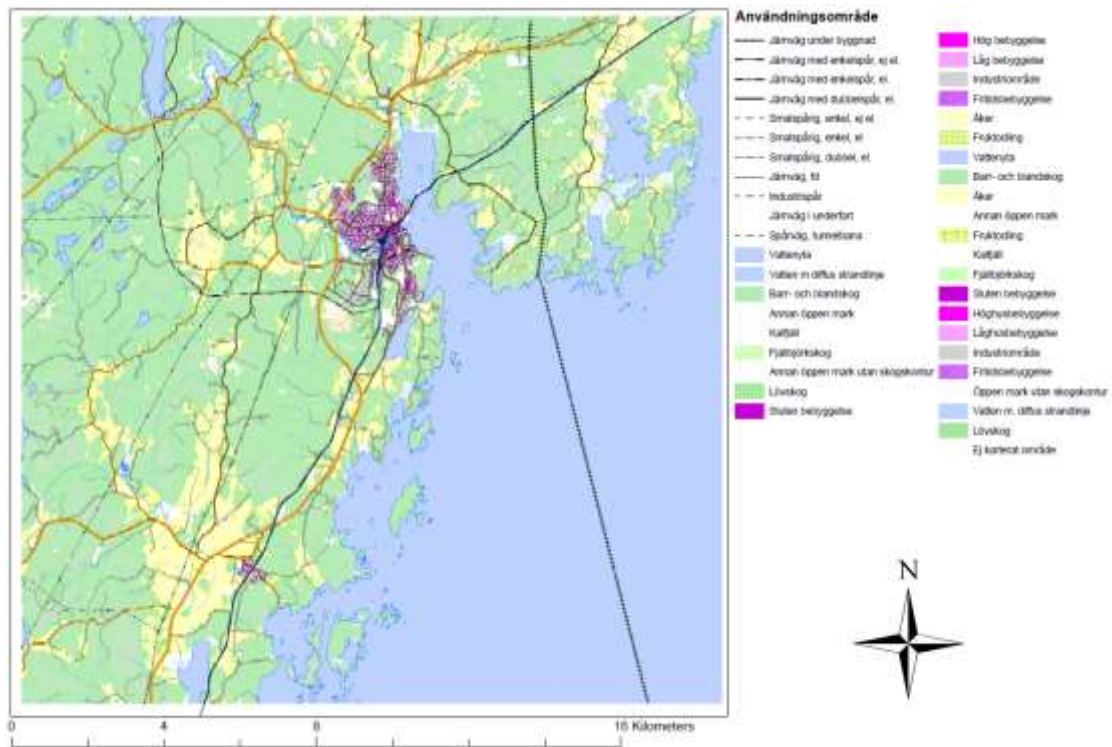 Användningsområde
Järnväg under byggnad
Järnväg med enkelspår, ej el
Järnväg med enkelspår, el.
Järnväg med dubbelspår, el.
Smalspårig, enkel, ej el
Smalspårig, enkel, el
Smalspårig, dubbel, el.
Järnväg, fd
Industrispår
Järnväg i underfart
Spårväg, tunnelbana
Vattenyta
Vatten m diffus strandlinje
Barr- och blandskog
Annan öppen mark
Kalfjäll
Fjällbjörkskog
Annan öppen mark utan skogskontur
Lövskog
Sluten bebyggelse
Hög bebyggelse
Låg bebyggelse
Industriområde
Fritidsbebyggelse
Åker
Fruktodling
Vattenyta
Barr- och blandskog
Åker
Annan öppen mark
Fruktodling
Kalfjäll
Fjällbjörkskog
Sluten bebyggelse
Höghusbebyggelse
Låghusbebyggelse
Industriområde
Fritidsbebyggelse
Öppen mark utan skogskontur
Vatten m. diffus strandlinje
Lövskog
Ej karterat område
N
0 4 8 16 Kilometers